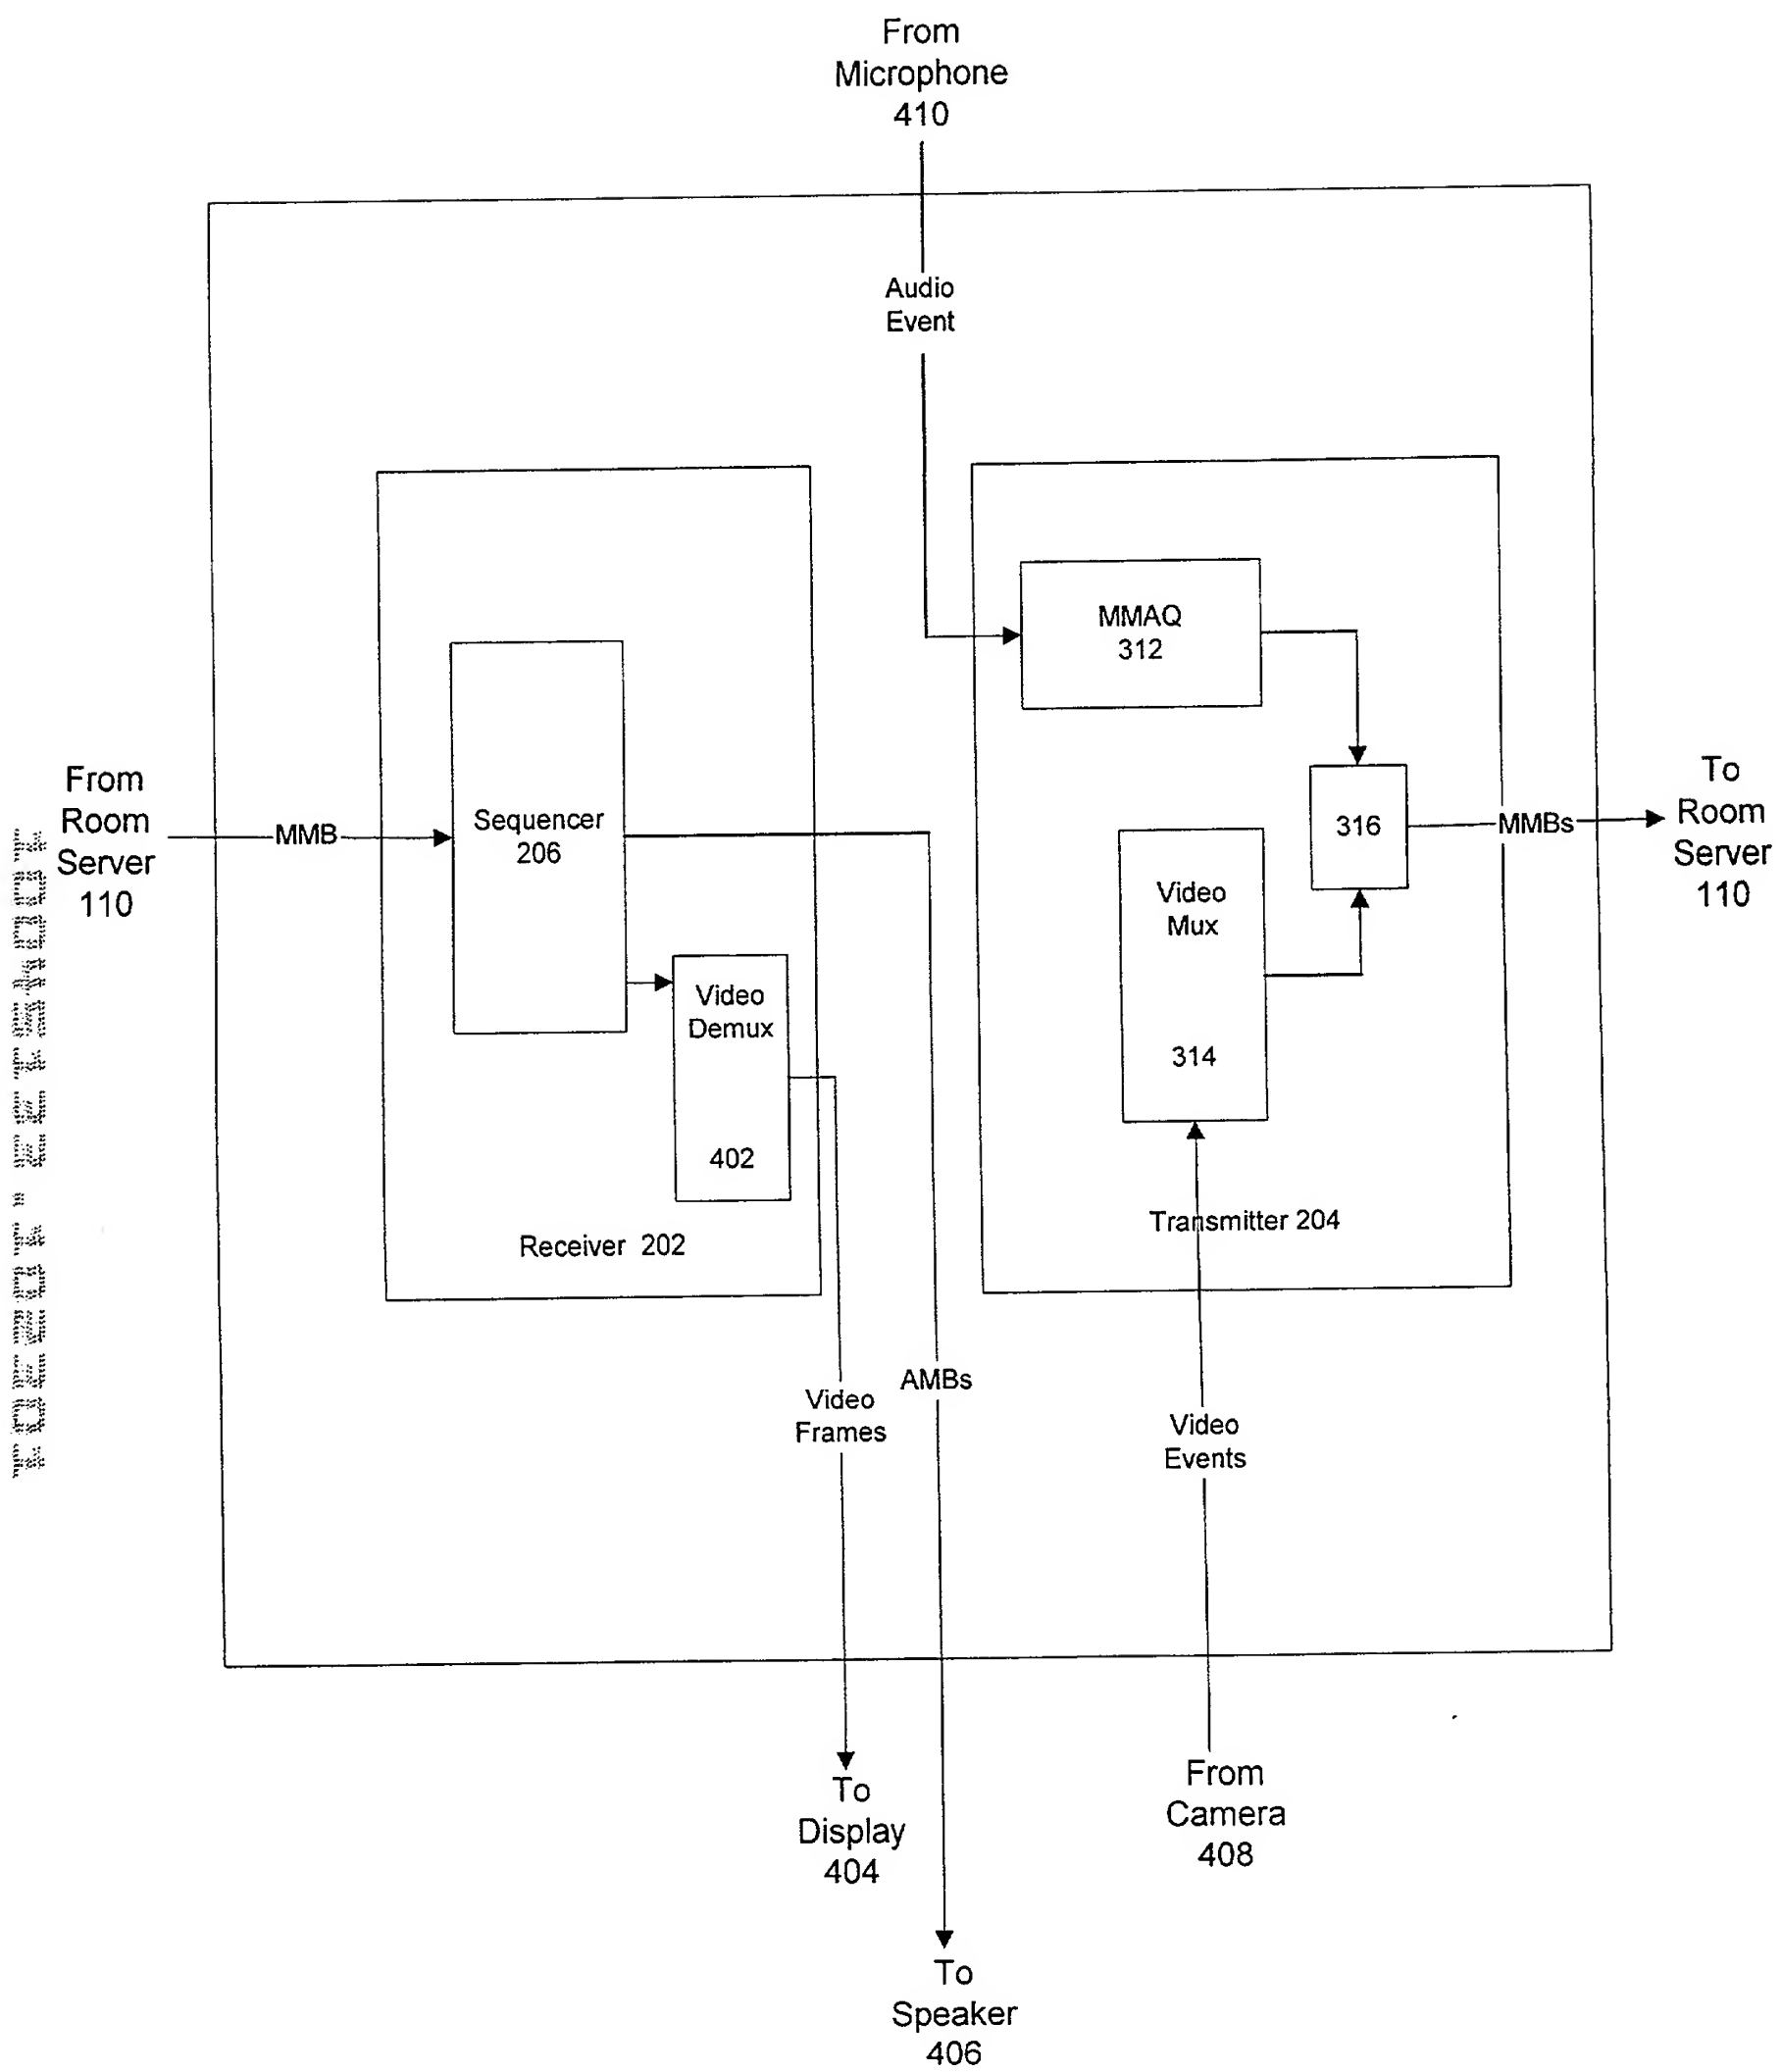 From
Microphone
410
Audio
Event
MMAQ
312
From
Room
Server
110
MMB
Sequencer
206
Video
Demux
402
Receiver 202
316
MMBs
To
Room
Server
110
Video
Mux
314
Transmitter 204
AMBs
Video
Frames
Video
Events
To
Display
404
From
Camera
408
To
Speaker
406